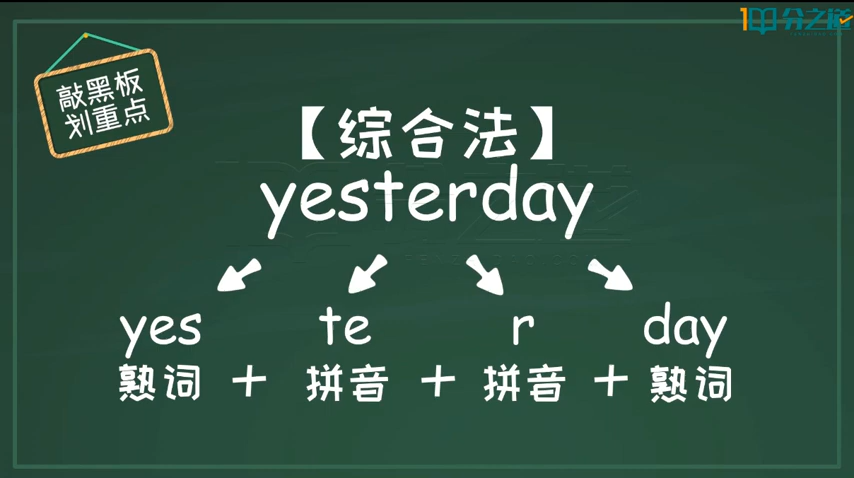 100分之道
敲黑板
划重点
【综合法】
yesterday
yes te r day
熟词 + 拼音 + 拼音 + 熟词